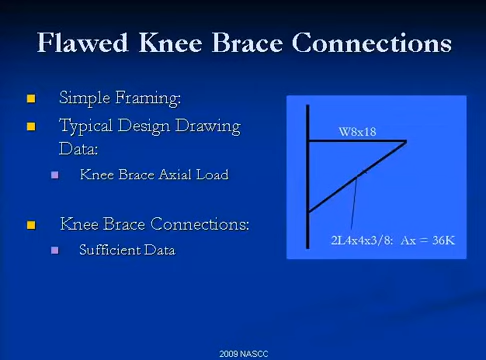 Flawed Knee Brace Connections
Simple Framing:
Typical Design Drawing
Data:
Knee Brace Axial Load
Knee Brace Connections:
Sufficient Data
W8x18
2L4x4x3/8: Ax = 36K
2009 NASCC